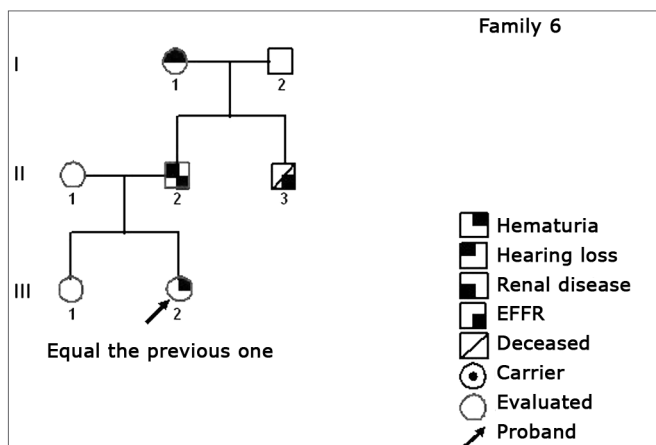 Family 6
I
1
2
II
1
2
3
III
1
2
Equal the previous one
Hematuria
Hearing loss
Renal disease
EFFR
Deceased
Carrier
Evaluated
Proband